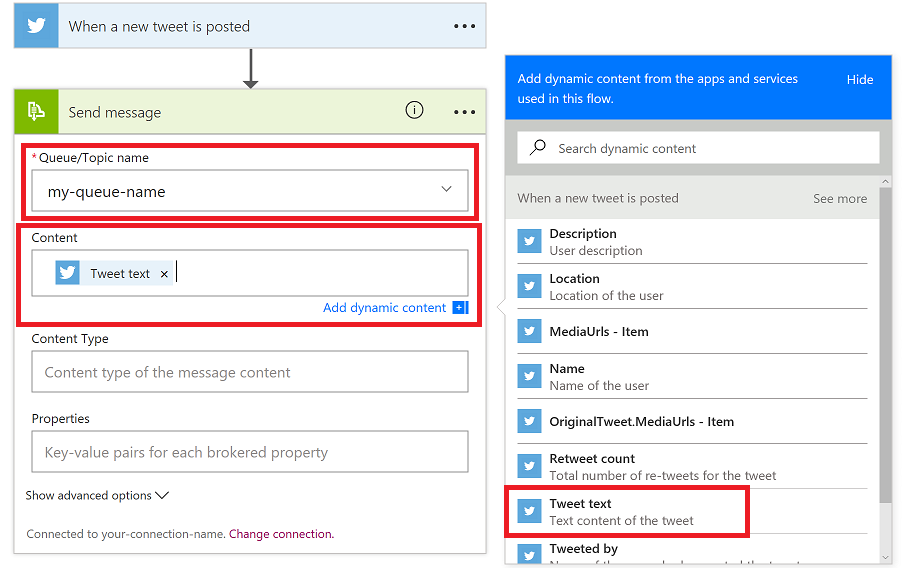 When a new tweet is posted
Send message
* Queue/Topic name
my-queue-name
Content
Tweet text ×
Add dynamic content
Content Type
Content type of the message content
Properties
Key-value pairs for each brokered property
Show advanced options
Connected to your-connection-name. Change connection.
Add dynamic content from the apps and services
used in this flow.
Hide
Search dynamic content
When a new tweet is posted
See more
Description
User description
Location
Location of the user
MediaUrls - Item
Name
Name of the user
OriginalTweet.MediaUrls - Item
Retweet count
Total number of re-tweets for the tweet
Tweet text
Text content of the tweet
Tweeted by